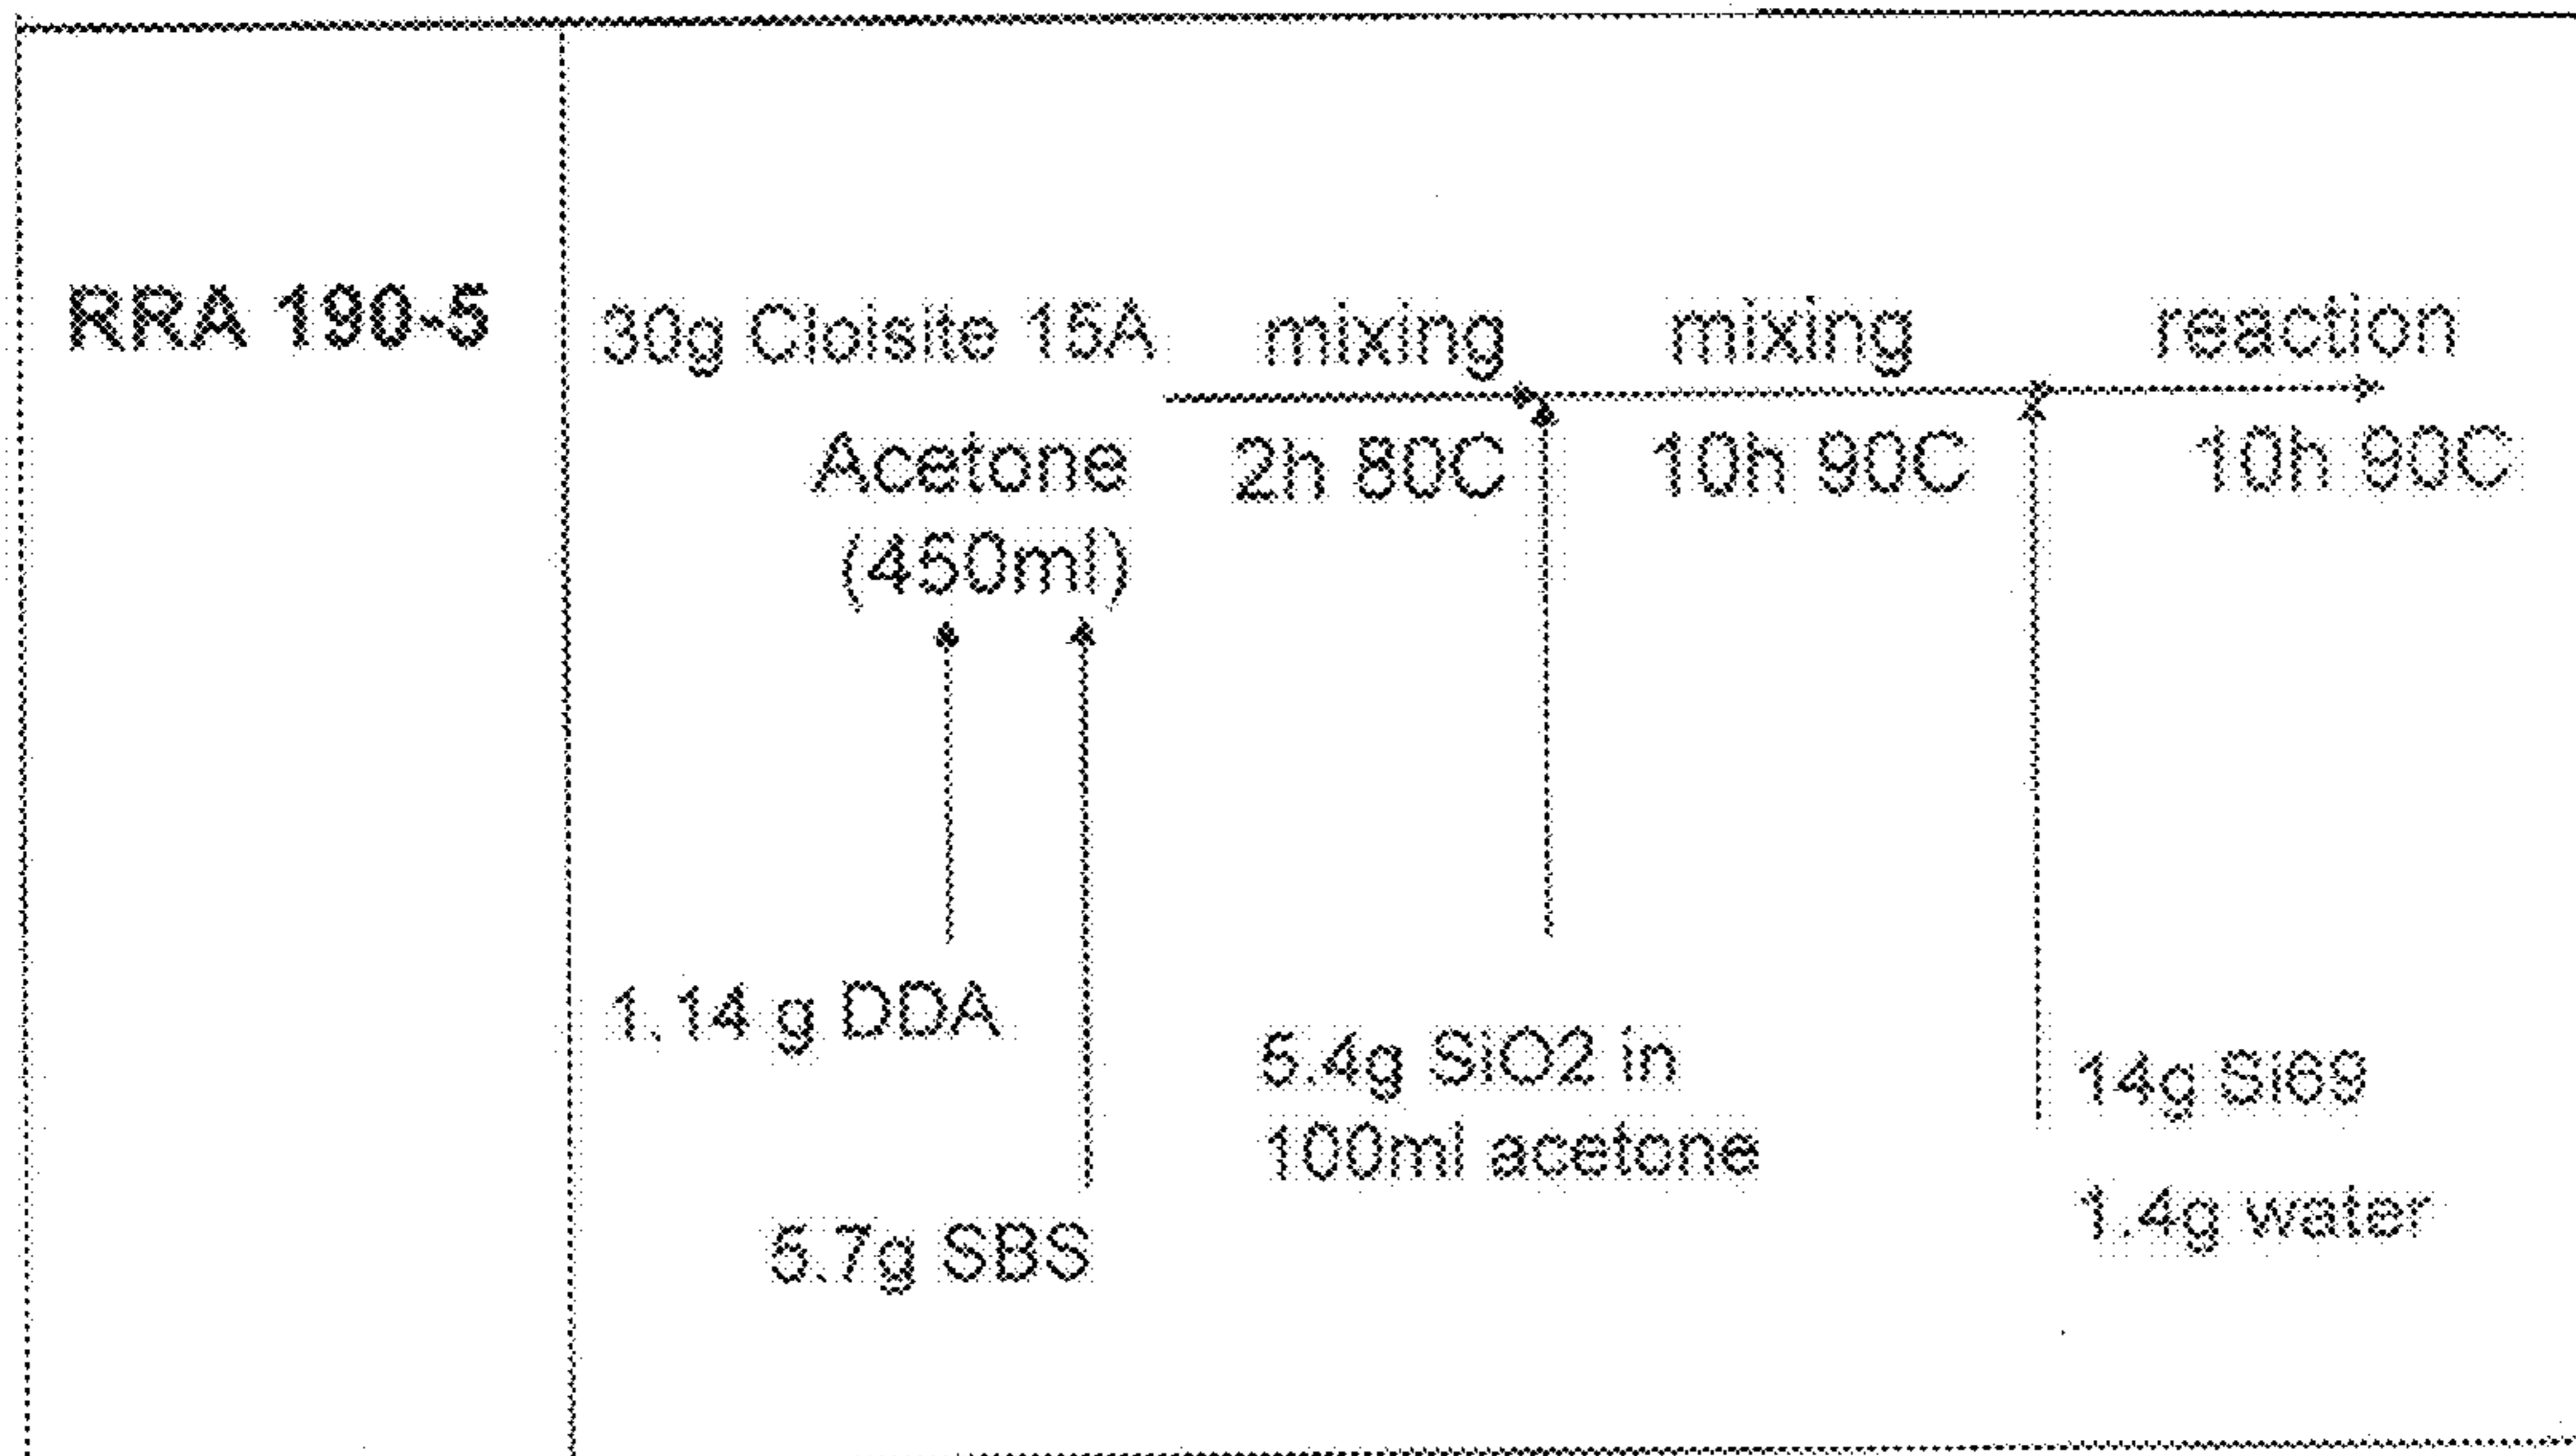 RRA 190-5
30g Cloisite 15A
mixing
mixing
reaction
Acetone
(450ml)
2h 80C
10h 90C
10h 90C
1.14 g DDA
5.7g SBS
5.4g SiO2 in
100ml acetone
14g Si69
1.4g water